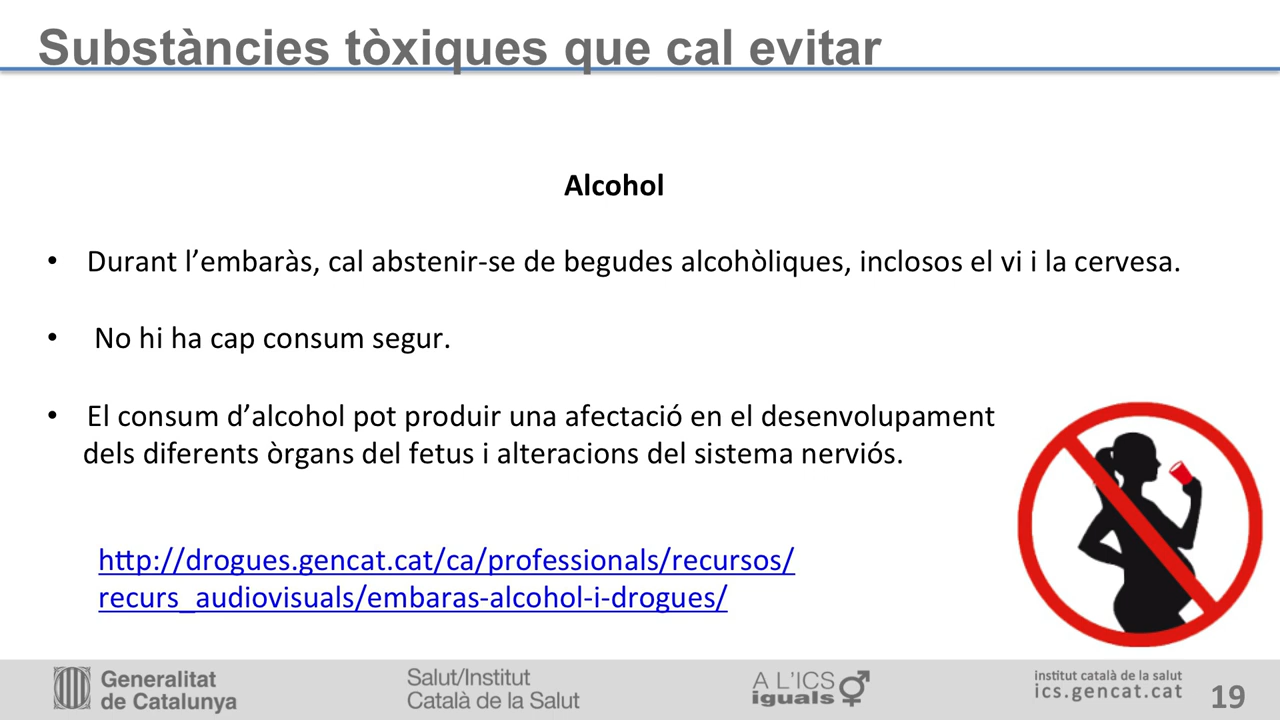 Substàncies tòxiques que cal evitar
Alcohol
• Durant l’embaràs, cal abstenir-se de begudes alcohòliques, inclosos el vi i la cervesa.
• No hi ha cap consum segur.
• El consum d’alcohol pot produir una afectació en el desenvolupament
dels diferents òrgans del fetus i alteracions del sistema nerviós.
http://drogues.gencat.cat/ca/professionals/recursos/
recurs_audiovisuals/embaras-alcohol-i-drogues/
Generalitat
de Catalunya
Salut/Institut
Català de la Salut
A L'ICS
iguals
institut català de la salut
ics.gencat.cat
19